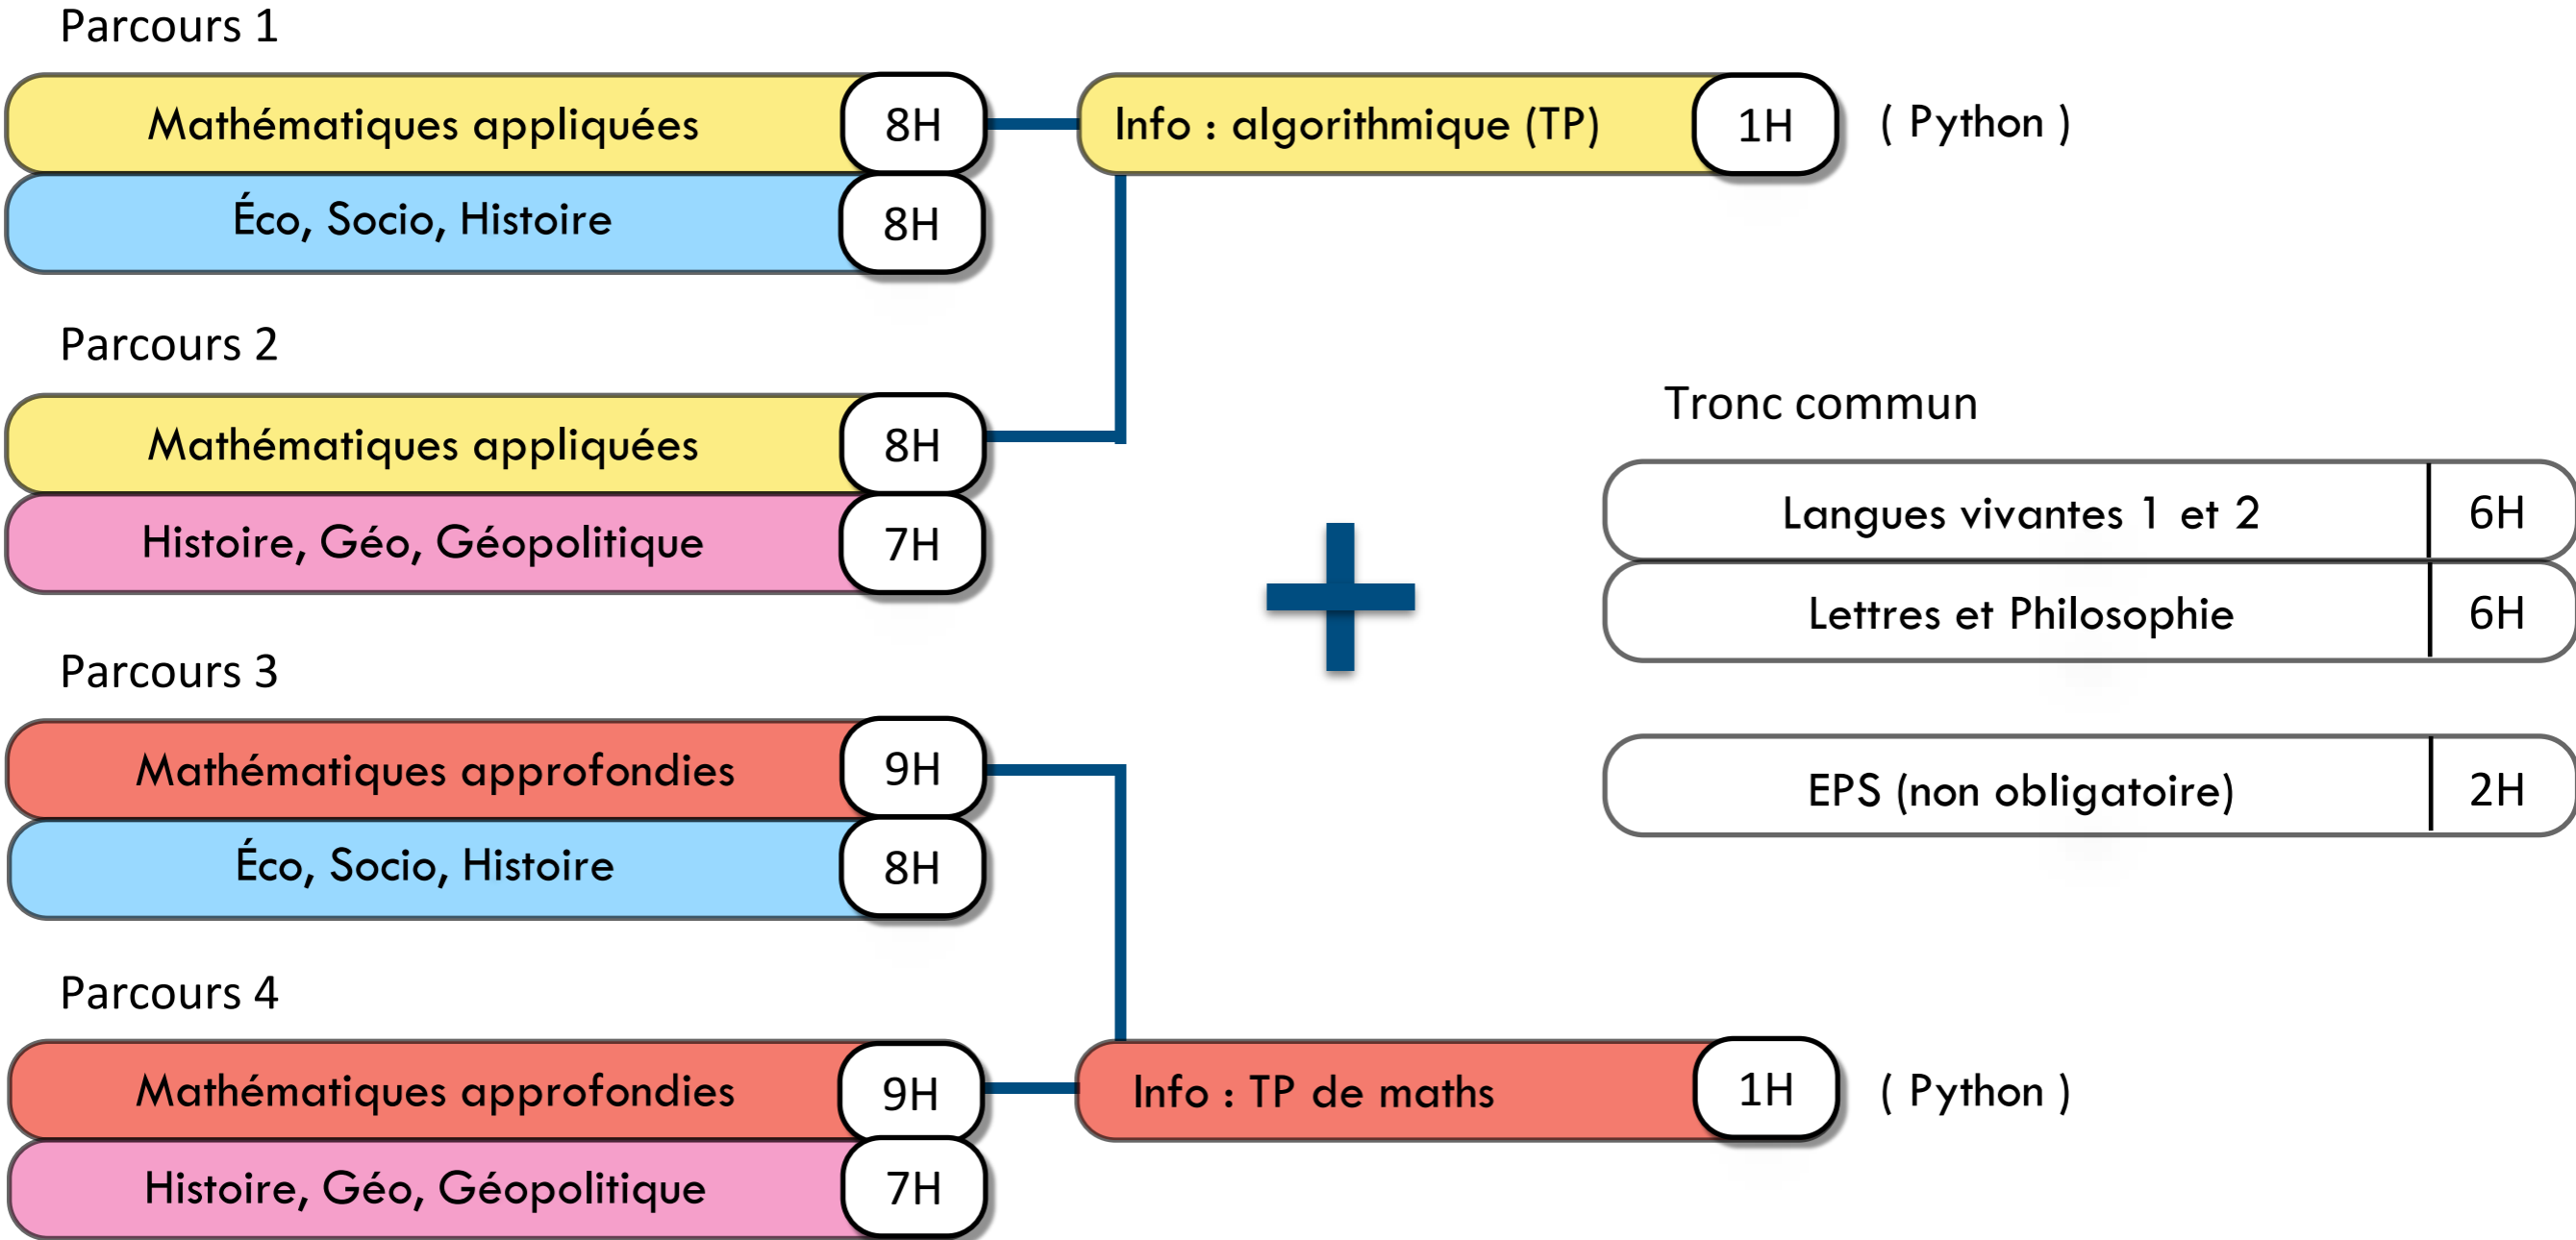 Parcours 1
Mathématiques appliquées 8H
Info : algorithmique (TP) 1H ( Python )
Éco, Socio, Histoire 8H
Parcours 2
Mathématiques appliquées 8H
Histoire, Géo, Géopolitique 7H
Tronc commun
Langues vivantes 1 et 2 6H
Lettres et Philosophie 6H
EPS (non obligatoire) 2H
Parcours 3
Mathématiques approfondies 9H
Éco, Socio, Histoire 8H
Parcours 4
Mathématiques approfondies 9H
Info : TP de maths 1H ( Python )
Histoire, Géo, Géopolitique 7H